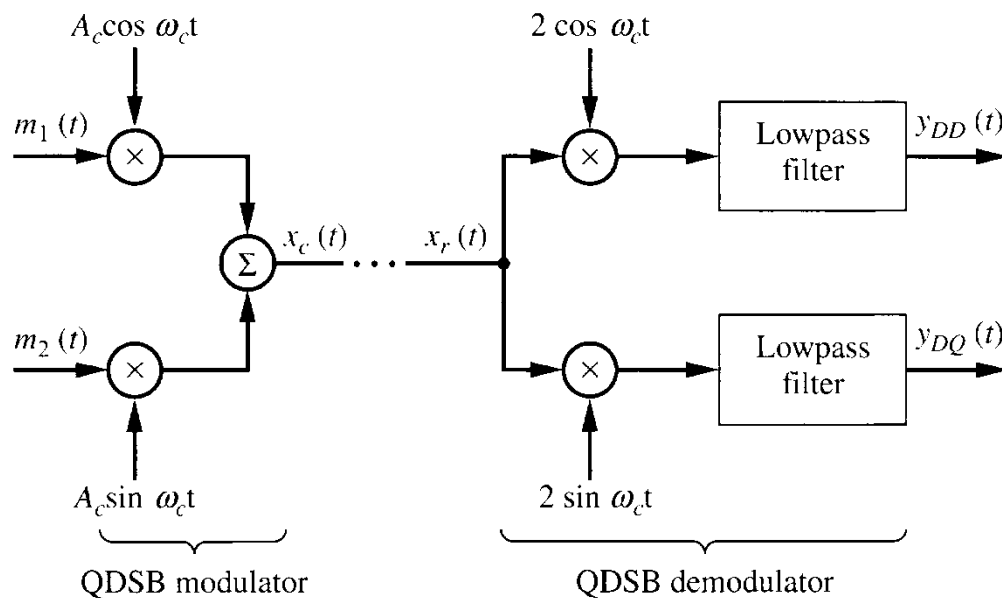 A_c cos ω_c t
2 cos ω_c t
m_1 (t)
×
×
Lowpass
filter
y_DD (t)
Σ
x_c (t)
. . .
x_r (t)
m_2 (t)
×
×
Lowpass
filter
y_DQ (t)
A_c sin ω_c t
2 sin ω_c t
QDSB modulator
QDSB demodulator